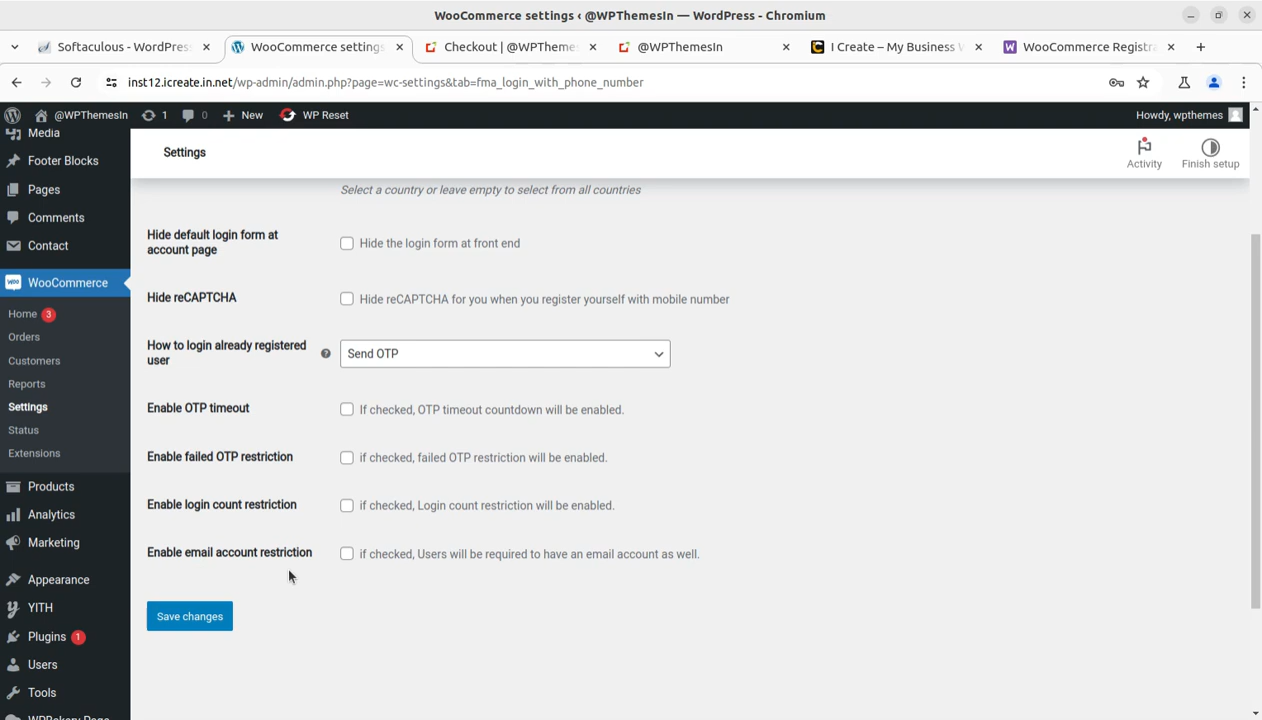 WooCommerce settings ‹ @WPThemesIn — WordPress - Chromium
Softaculous - WordPres
WooCommerce settings
Checkout | @WPTheme
@WPThemesIn
I Create – My Business W
WooCommerce Registra
inst12.icreate.in.net/wp-admin/admin.php?page=wc-settings&tab=fma_login_with_phone_number
@WPThemesIn
1
0
New
WP Reset
Howdy, wpthemes
Media
Footer Blocks
Pages
Comments
Contact
woo
WooCommerce
Home 3
Orders
Customers
Reports
Settings
Status
Extensions
Products
Analytics
Marketing
Appearance
YITH
Plugins 1
Users
Tools
WPBakery Page
Settings
Activity
Finish setup
Select a country or leave empty to select from all countries
Hide default login form at
account page
Hide the login form at front end
Hide reCAPTCHA
Hide reCAPTCHA for you when you register yourself with mobile number
How to login already registered
user
?
Send OTP
Enable OTP timeout
If checked, OTP timeout countdown will be enabled.
Enable failed OTP restriction
if checked, failed OTP restriction will be enabled.
Enable login count restriction
if checked, Login count restriction will be enabled.
Enable email account restriction
if checked, Users will be required to have an email account as well.
Save changes